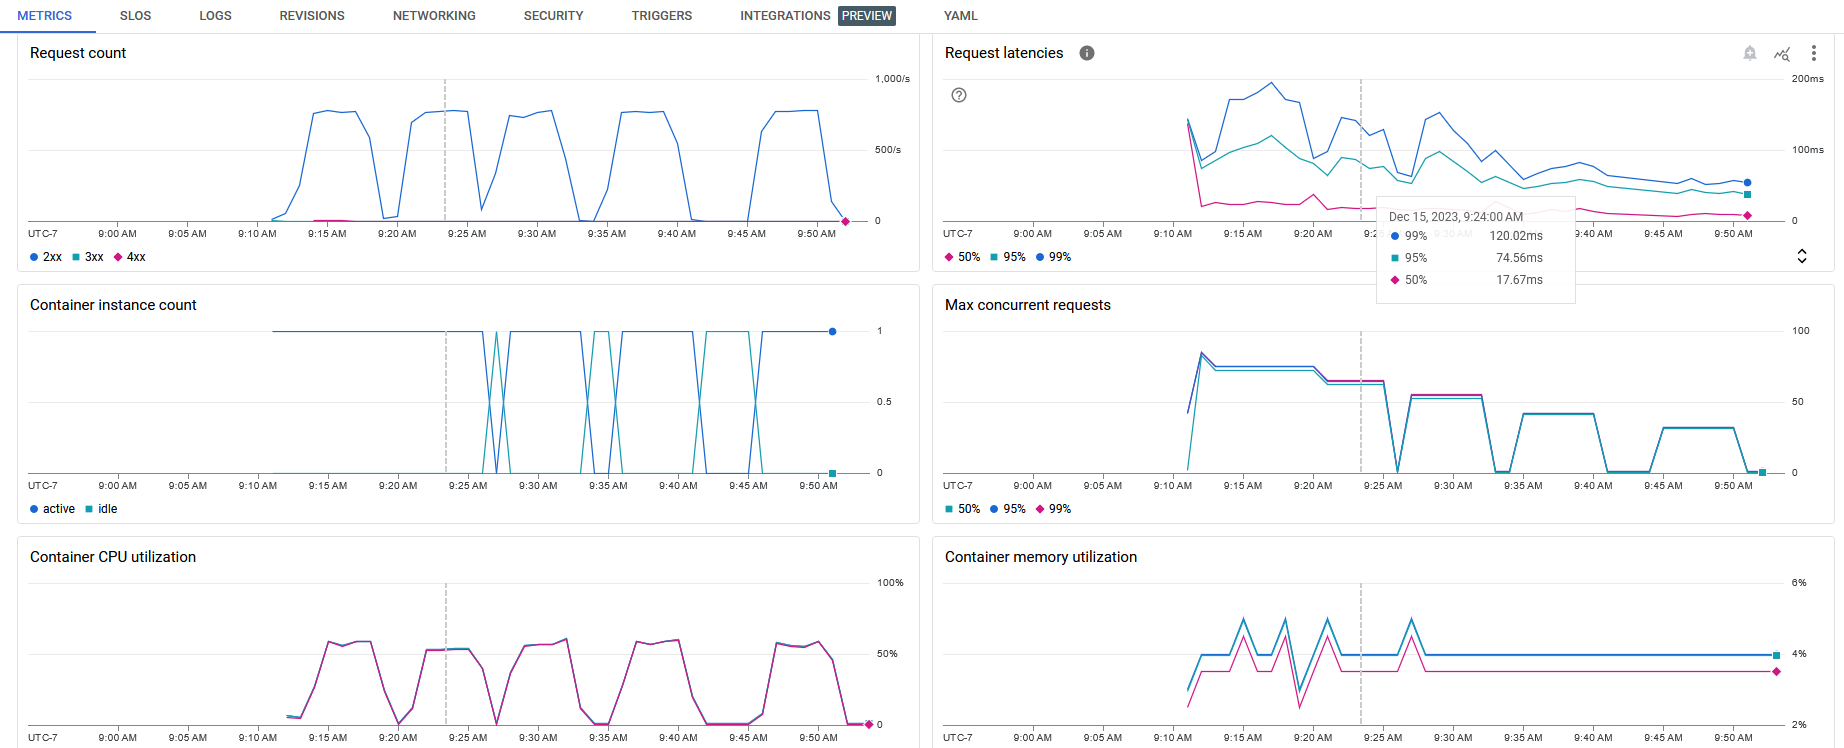 METRICS SLOS LOGS REVISIONS NETWORKING SECURITY TRIGGERS INTEGRATIONS PREVIEW YAML
Request count
1,000/s
500/s
0
UTC-7 9:00 AM 9:05 AM 9:10 AM 9:15 AM 9:20 AM 9:25 AM 9:30 AM 9:35 AM 9:40 AM 9:45 AM 9:50 AM
2xx 3xx 4xx
Request latencies
200ms
100ms
0
UTC-7 9:00 AM 9:05 AM 9:10 AM 9:15 AM 9:20 AM 9:25 9:30 AM 9:40 AM 9:45 AM 9:50 AM
50% 95% 99%
Dec 15, 2023, 9:24:00 AM
99% 120.02ms
95% 74.56ms
50% 17.67ms
Container instance count
1
0.5
0
UTC-7 9:00 AM 9:05 AM 9:10 AM 9:15 AM 9:20 AM 9:25 AM 9:30 AM 9:35 AM 9:40 AM 9:45 AM 9:50 AM
active idle
Max concurrent requests
100
50
0
UTC-7 9:00 AM 9:05 AM 9:10 AM 9:15 AM 9:20 AM 9:25 AM 9:30 AM 9:35 AM 9:40 AM 9:45 AM 9:50 AM
50% 95% 99%
Container CPU utilization
100%
50%
0
UTC-7 9:00 AM 9:05 AM 9:10 AM 9:15 AM 9:20 AM 9:25 AM 9:30 AM 9:35 AM 9:40 AM 9:45 AM 9:50 AM
Container memory utilization
6%
4%
2%
UTC-7 9:00 AM 9:05 AM 9:10 AM 9:15 AM 9:20 AM 9:25 AM 9:30 AM 9:35 AM 9:40 AM 9:45 AM 9:50 AM